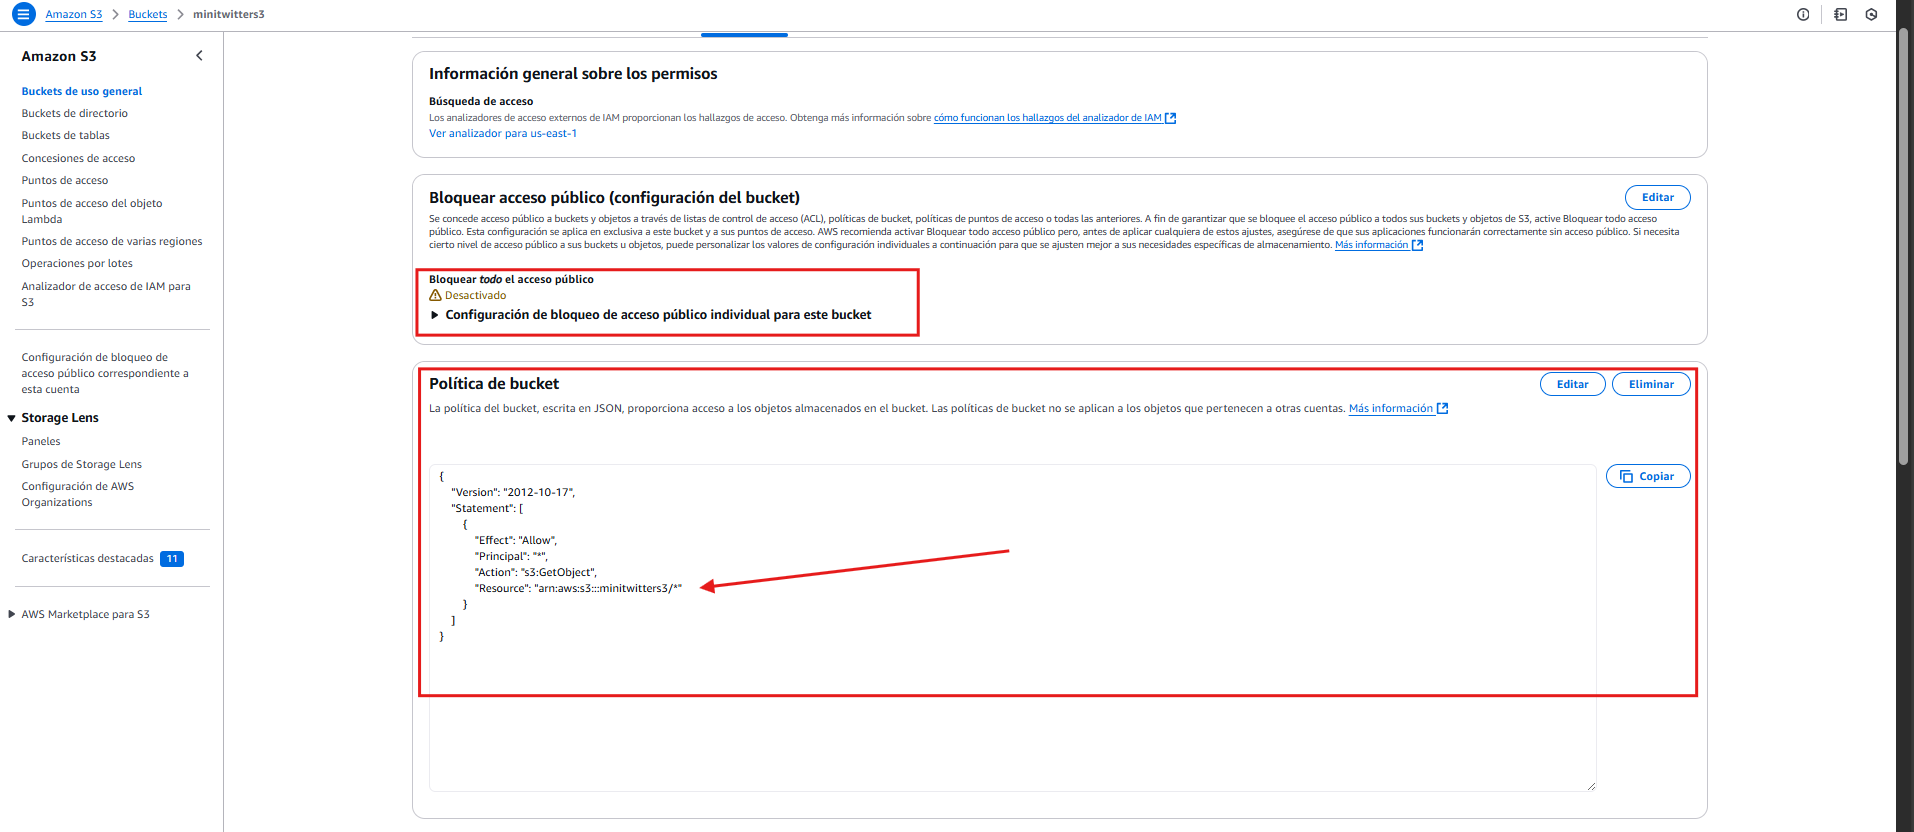 Amazon S3 > Buckets > minitwitters3
Amazon S3
Buckets de uso general
Buckets de directorio
Buckets de tablas
Concesiones de acceso
Puntos de acceso
Puntos de acceso del objeto
Lambda
Puntos de acceso de varias regiones
Operaciones por lotes
Analizador de acceso de IAM para
S3
Configuración de bloqueo de
acceso público correspondiente a
esta cuenta
Storage Lens
Paneles
Grupos de Storage Lens
Configuración de AWS
Organizations
Características destacadas 11
AWS Marketplace para S3
Información general sobre los permisos
Búsqueda de acceso
Los analizadores de acceso externos de IAM proporcionan los hallazgos de acceso. Obtenga más información sobre cómo funcionan los hallazgos del analizador de IAM
Ver analizador para us-east-1
Bloquear acceso público (configuración del bucket)
Editar
Se concede acceso público a buckets y objetos a través de listas de control de acceso (ACL), políticas de bucket, políticas de puntos de acceso o todas las anteriores. A fin de garantizar que se bloquee el acceso público a todos sus buckets y objetos de S3, active Bloquear todo acceso
público. Esta configuración se aplica en exclusiva a este bucket y a sus puntos de acceso. AWS recomienda activar Bloquear todo acceso público pero, antes de aplicar cualquiera de estos ajustes, asegúrese de que sus aplicaciones funcionarán correctamente sin acceso público. Si necesita
cierto nivel de acceso público a sus buckets u objetos, puede personalizar los valores de configuración individuales a continuación para que se ajusten mejor a sus necesidades específicas de almacenamiento. Más información
Bloquear todo el acceso público
Desactivado
Configuración de bloqueo de acceso público individual para este bucket
Política de bucket
Editar
Eliminar
La política del bucket, escrita en JSON, proporciona acceso a los objetos almacenados en el bucket. Las políticas de bucket no se aplican a los objetos que pertenecen a otras cuentas. Más información
Copiar
{
"Version": "2012-10-17",
"Statement": [
{
"Effect": "Allow",
"Principal": "*",
"Action": "s3:GetObject",
"Resource": "arn:aws:s3:::minitwitters3/*"
}
]
}